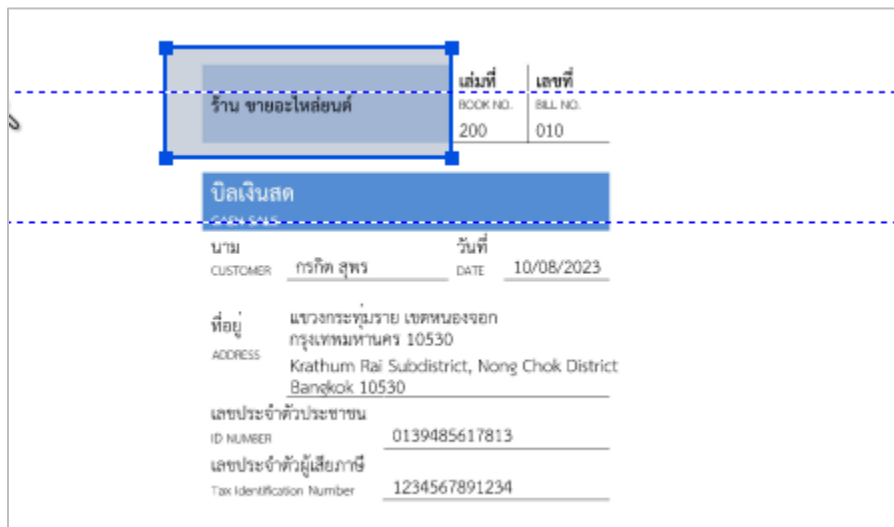 ร้าน ขายอะไหล่ยนต์
เล่มที่ เลขที่
BOOK NO. BILL NO.
200 010
บิลเงินสด
CASH SALE
นาม วันที่
CUSTOMER กรกิต สุพร DATE 10/08/2023
ที่อยู่ แขวงกระทุ่มราย เขตหนองจอก
กรุงเทพมหานคร 10530
ADDRESS Krathum Rai Subdistrict, Nong Chok District
Bangkok 10530
เลขประจำตัวประชาชน
ID NUMBER 0139485617813
เลขประจำตัวผู้เสียภาษี
Tax Identification Number 1234567891234